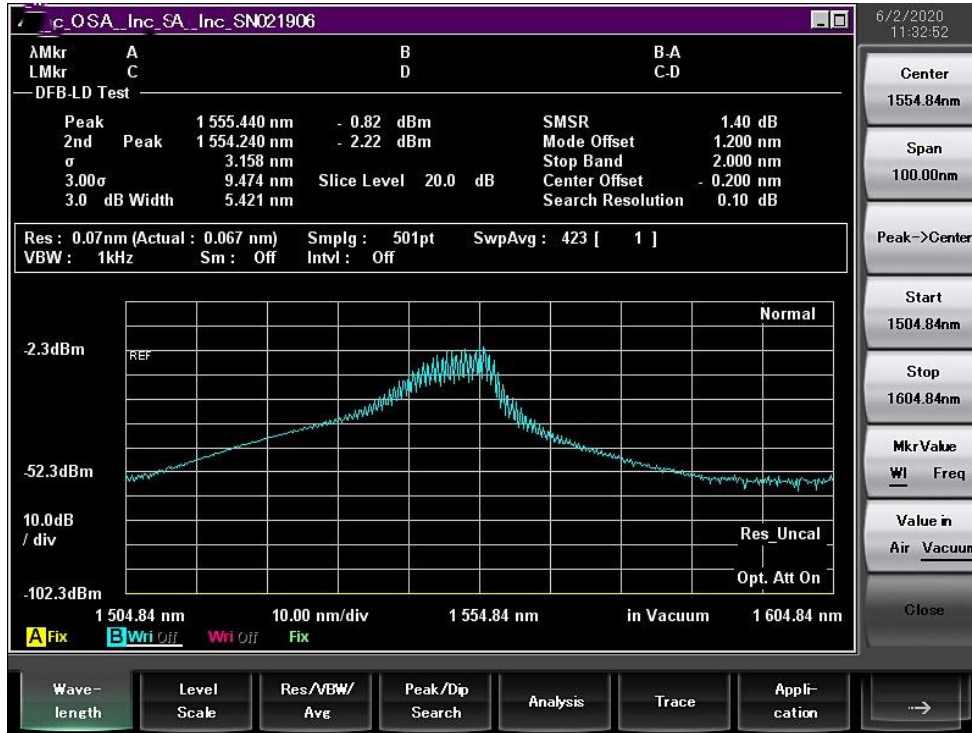 c_OSA__Inc_SA__Inc_SN021906
6/2/2020
11:32:52
λMkr A B B-A
LMkr C D C-D
DFB-LD Test
Peak 1 555.440 nm - 0.82 dBm SMSR 1.40 dB
2nd Peak 1 554.240 nm - 2.22 dBm Mode Offset 1.200 nm
σ 3.158 nm Stop Band 2.000 nm
3.00σ 9.474 nm Slice Level 20.0 dB Center Offset - 0.200 nm
3.0 dB Width 5.421 nm Search Resolution 0.10 dB
Res : 0.07nm (Actual : 0.067 nm) Smplg : 501pt SwpAvg : 423 [ 1 ]
VBW : 1kHz Sm : Off Intvl : Off
Normal
-2.3dBm
REF
-52.3dBm
10.0dB
/ div
Res_Uncal
Opt. Att On
-102.3dBm
1 504.84 nm 10.00 nm/div 1 554.84 nm in Vacuum 1 604.84 nm
A Fix B Wri Off Wri Off Fix
Center
1554.84nm
Span
100.00nm
Peak->Center
Start
1504.84nm
Stop
1604.84nm
MkrValue
Wl Freq
Value in
Air Vacuum
Close
Wave-
length
Level
Scale
Res/VBW/
Avg
Peak/Dip
Search
Analysis
Trace
Appli-
cation